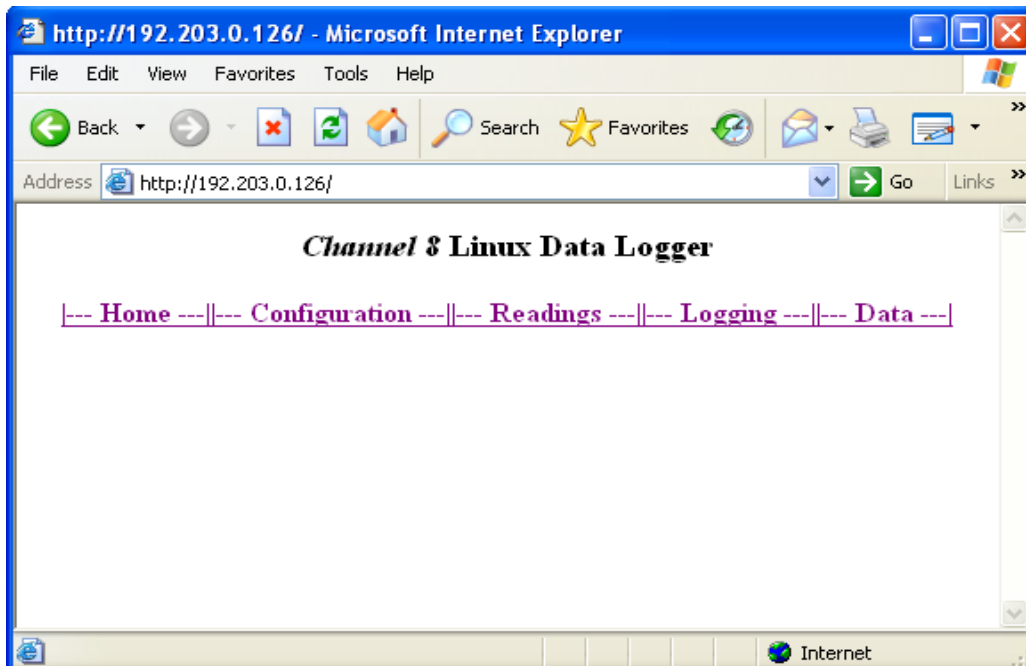 http://192.203.0.126/ - Microsoft Internet Explorer
File Edit View Favorites Tools Help
Back Search Favorites »
Address http://192.203.0.126/ Go Links »
Channel 8 Linux Data Logger
|--- Home ---||--- Configuration ---||--- Readings ---||--- Logging ---||--- Data ---|
Internet